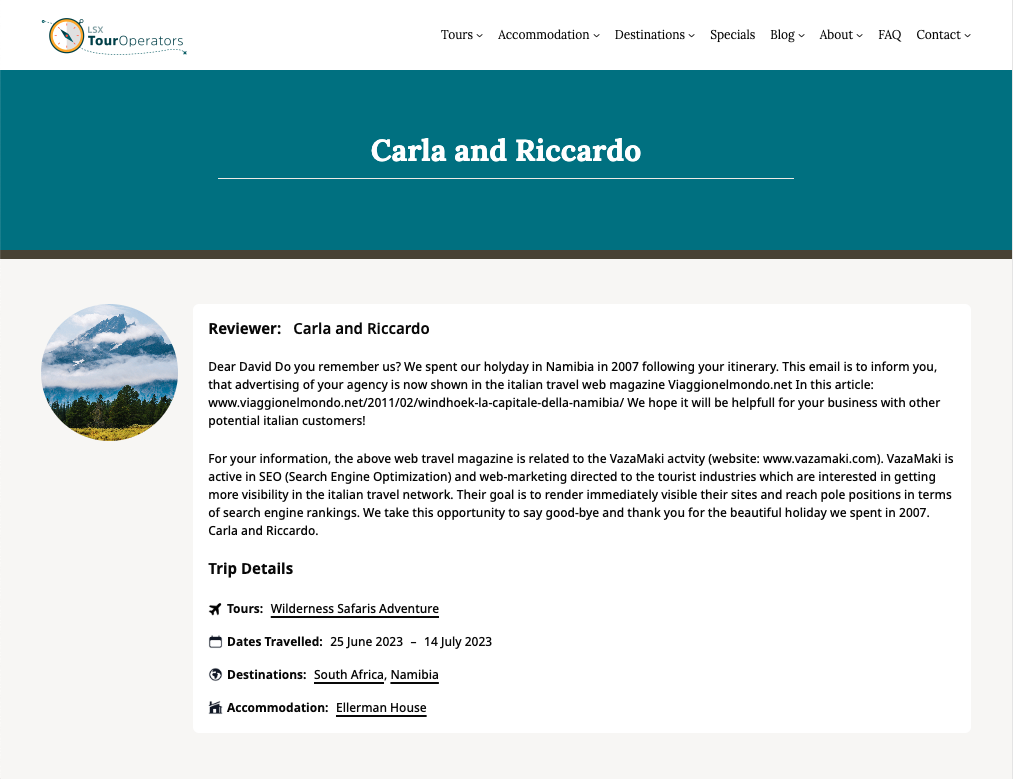 LSX
TourOperators
Tours Accommodation Destinations Specials Blog About FAQ Contact
Carla and Riccardo
Reviewer: Carla and Riccardo
Dear David Do you remember us? We spent our holyday in Namibia in 2007 following your itinerary. This email is to inform you,
that advertising of your agency is now shown in the italian travel web magazine Viaggionelmondo.net In this article:
www.viaggionelmondo.net/2011/02/windhoek-la-capitale-della-namibia/ We hope it will be helpfull for your business with other
potential italian customers!
For your information, the above web travel magazine is related to the VazaMaki actvity (website: www.vazamaki.com). VazaMaki is
active in SEO (Search Engine Optimization) and web-marketing directed to the tourist industries which are interested in getting
more visibility in the italian travel network. Their goal is to render immediately visible their sites and reach pole positions in terms
of search engine rankings. We take this opportunity to say good-bye and thank you for the beautiful holiday we spent in 2007.
Carla and Riccardo.
Trip Details
Tours: Wilderness Safaris Adventure
Dates Travelled: 25 June 2023 – 14 July 2023
Destinations: South Africa, Namibia
Accommodation: Ellerman House